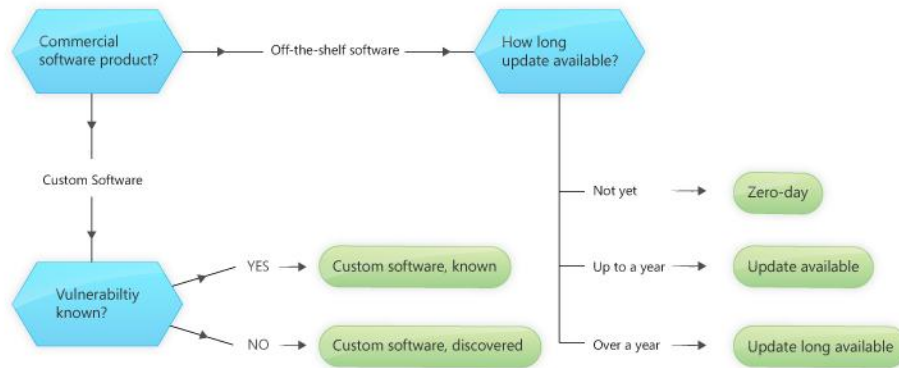 Commercial
software product?
Off-the-shelf software
How long
update available?
Custom Software
Not yet
Zero-day
YES
Custom software, known
Up to a year
Update available
Vulnerabiltiy
known?
NO
Custom software, discovered
Over a year
Update long available